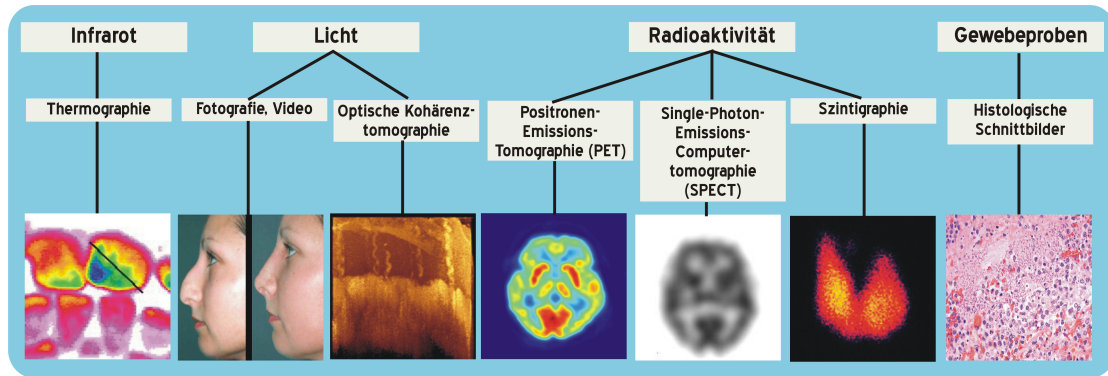 Infrarot
Licht
Radioaktivität
Gewebeproben
Thermographie
Fotografie, Video
Optische Kohärenz-
tomographie
Positronen-
Emissions-
Tomographie (PET)
Single-Photon-
Emissions-
Computer-
tomographie
(SPECT)
Szintigraphie
Histologische
Schnittbilder